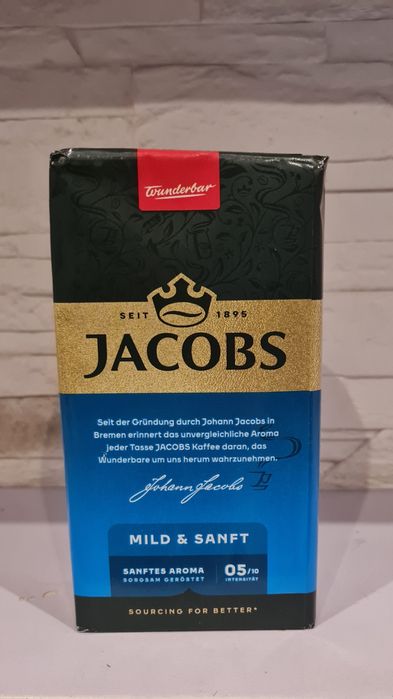 Wunderbar
SEIT 1895
JACOBS
Seit der Gründung durch Johann Jacobs in
Bremen erinnert das unvergleichliche Aroma
jeder Tasse JACOBS Kaffee daran, das
Wunderbare um uns herum wahrzunehmen.
Johann Jacobs
MILD & SANFT
SANFTES AROMA 05/10
SORGSAM GERÖSTET INTENSITÄT
SOURCING FOR BETTER*